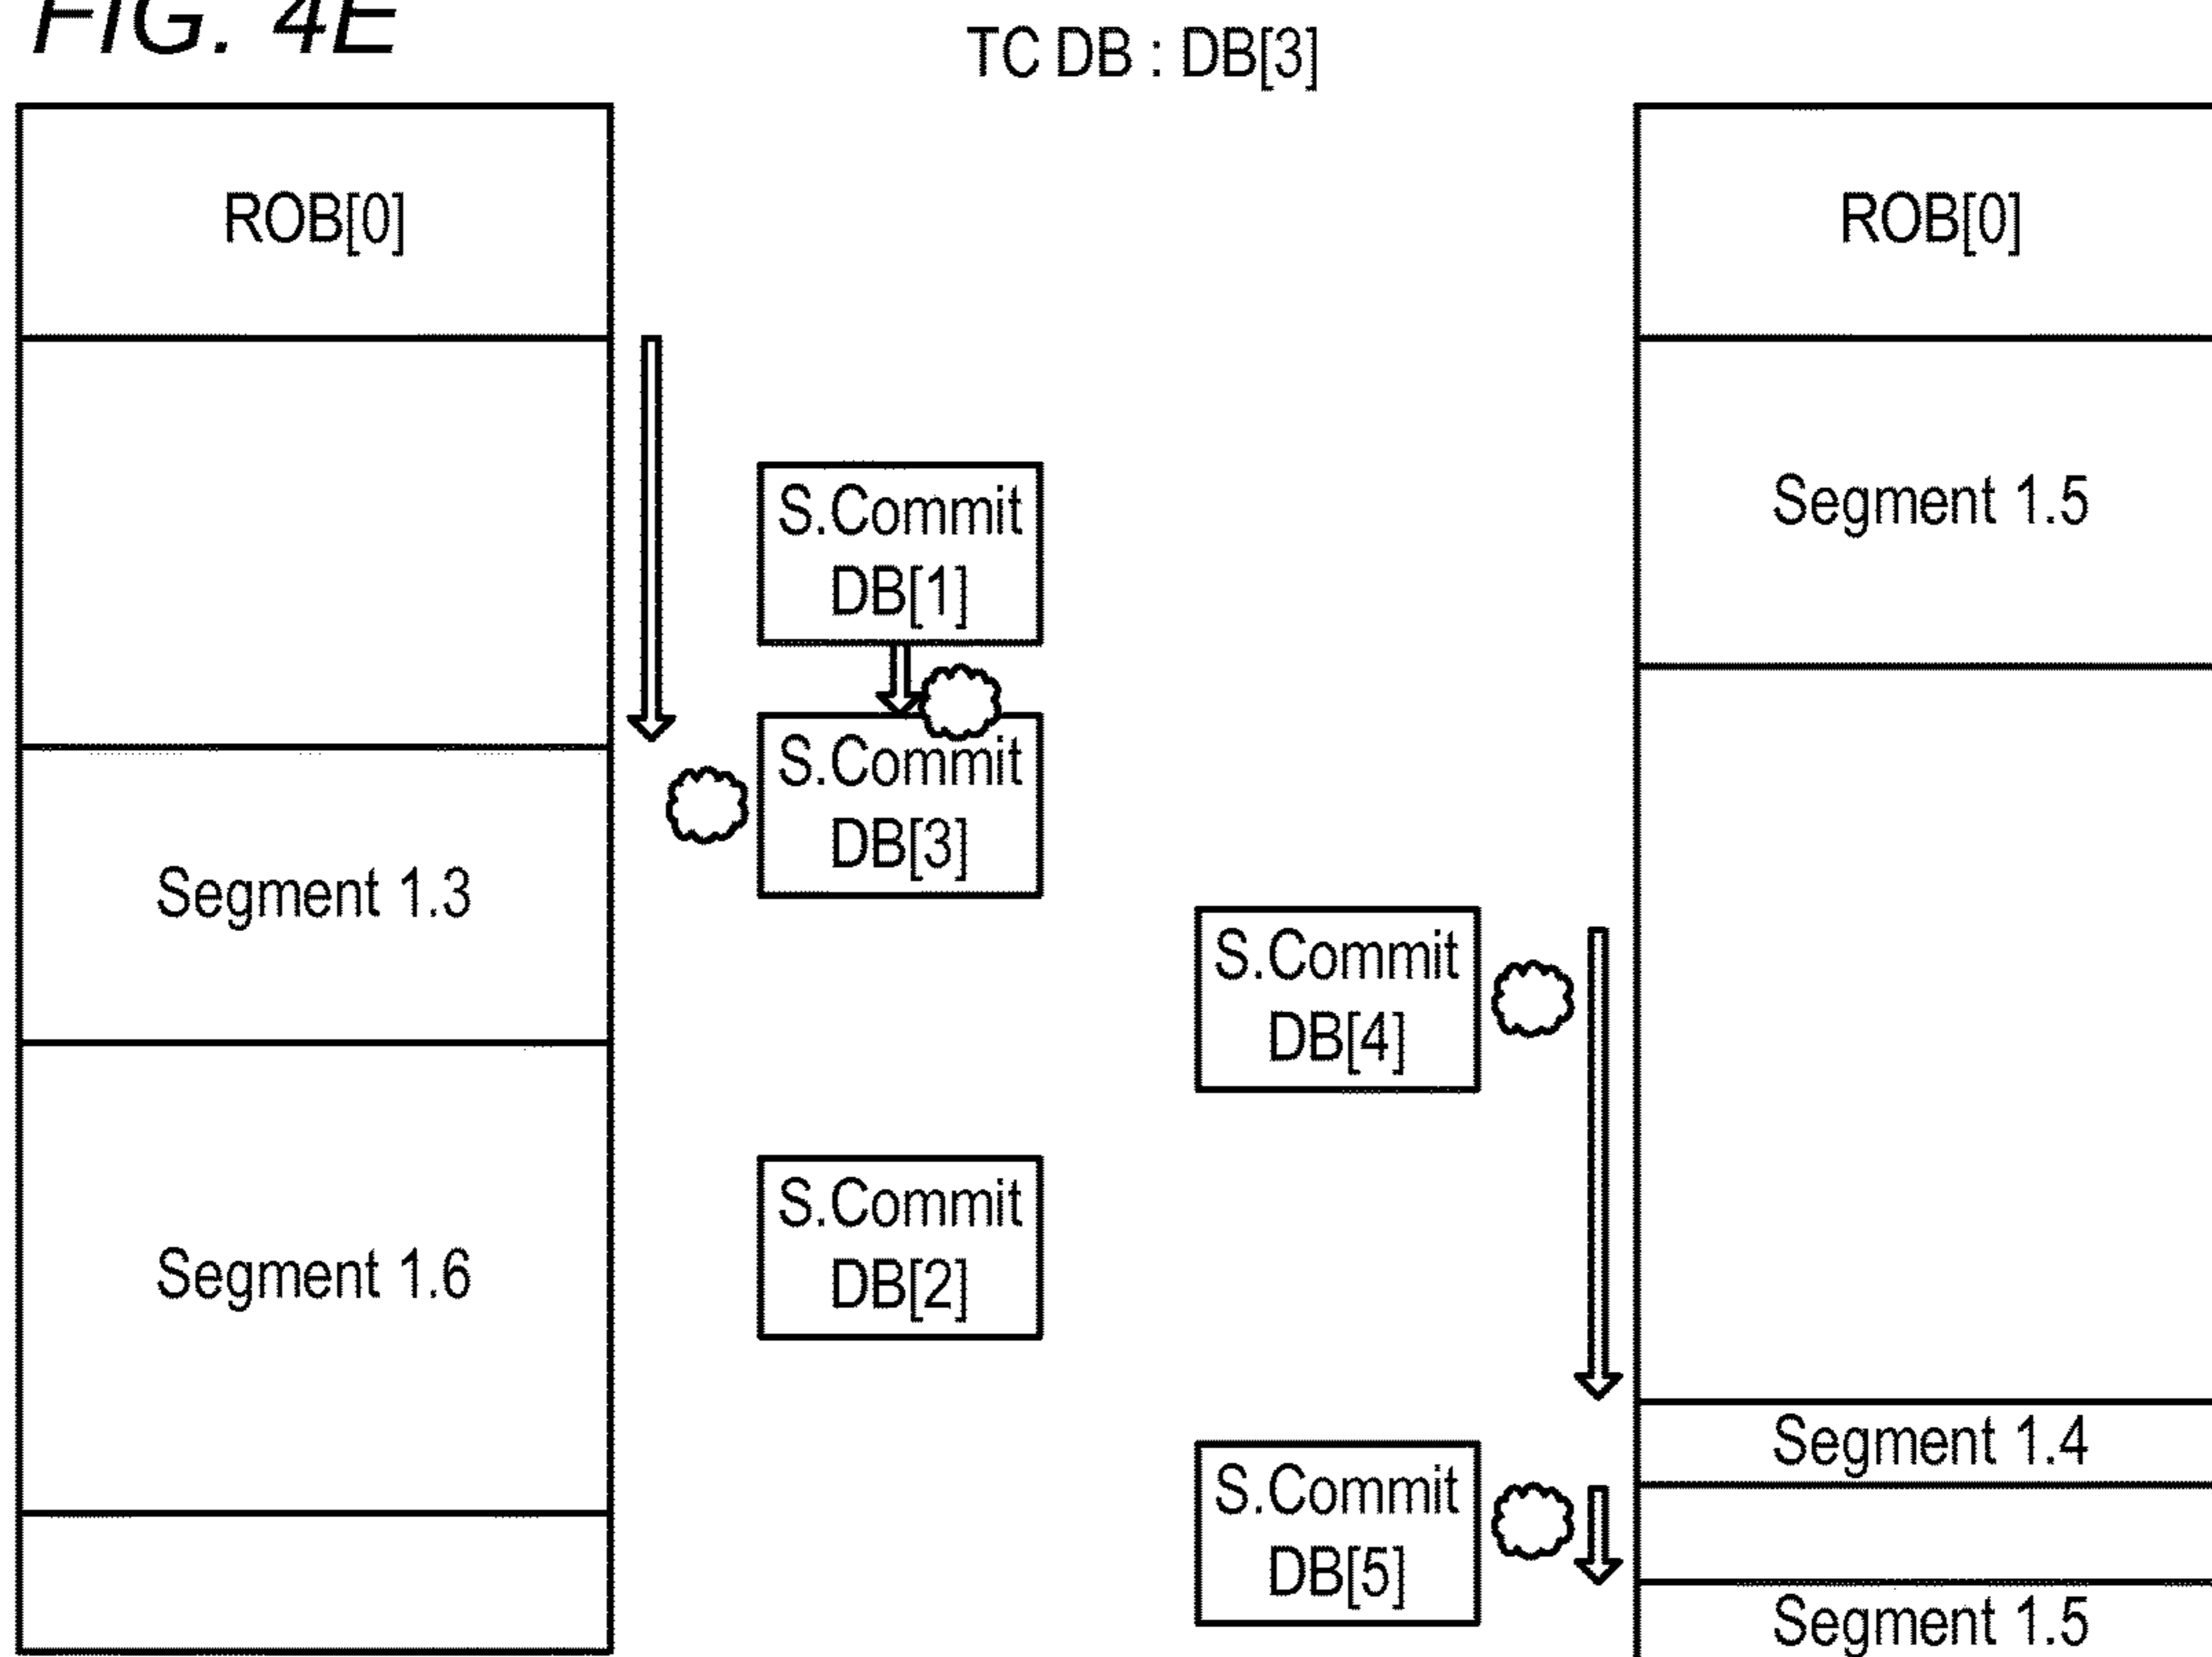 FIG. 4E
TC DB : DB[3]
ROB[0]
Segment 1.3
Segment 1.6
S.Commit
DB[1]
S.Commit
DB[3]
S.Commit
DB[2]
S.Commit
DB[4]
S.Commit
DB[5]
ROB[0]
Segment 1.5
Segment 1.4
Segment 1.5